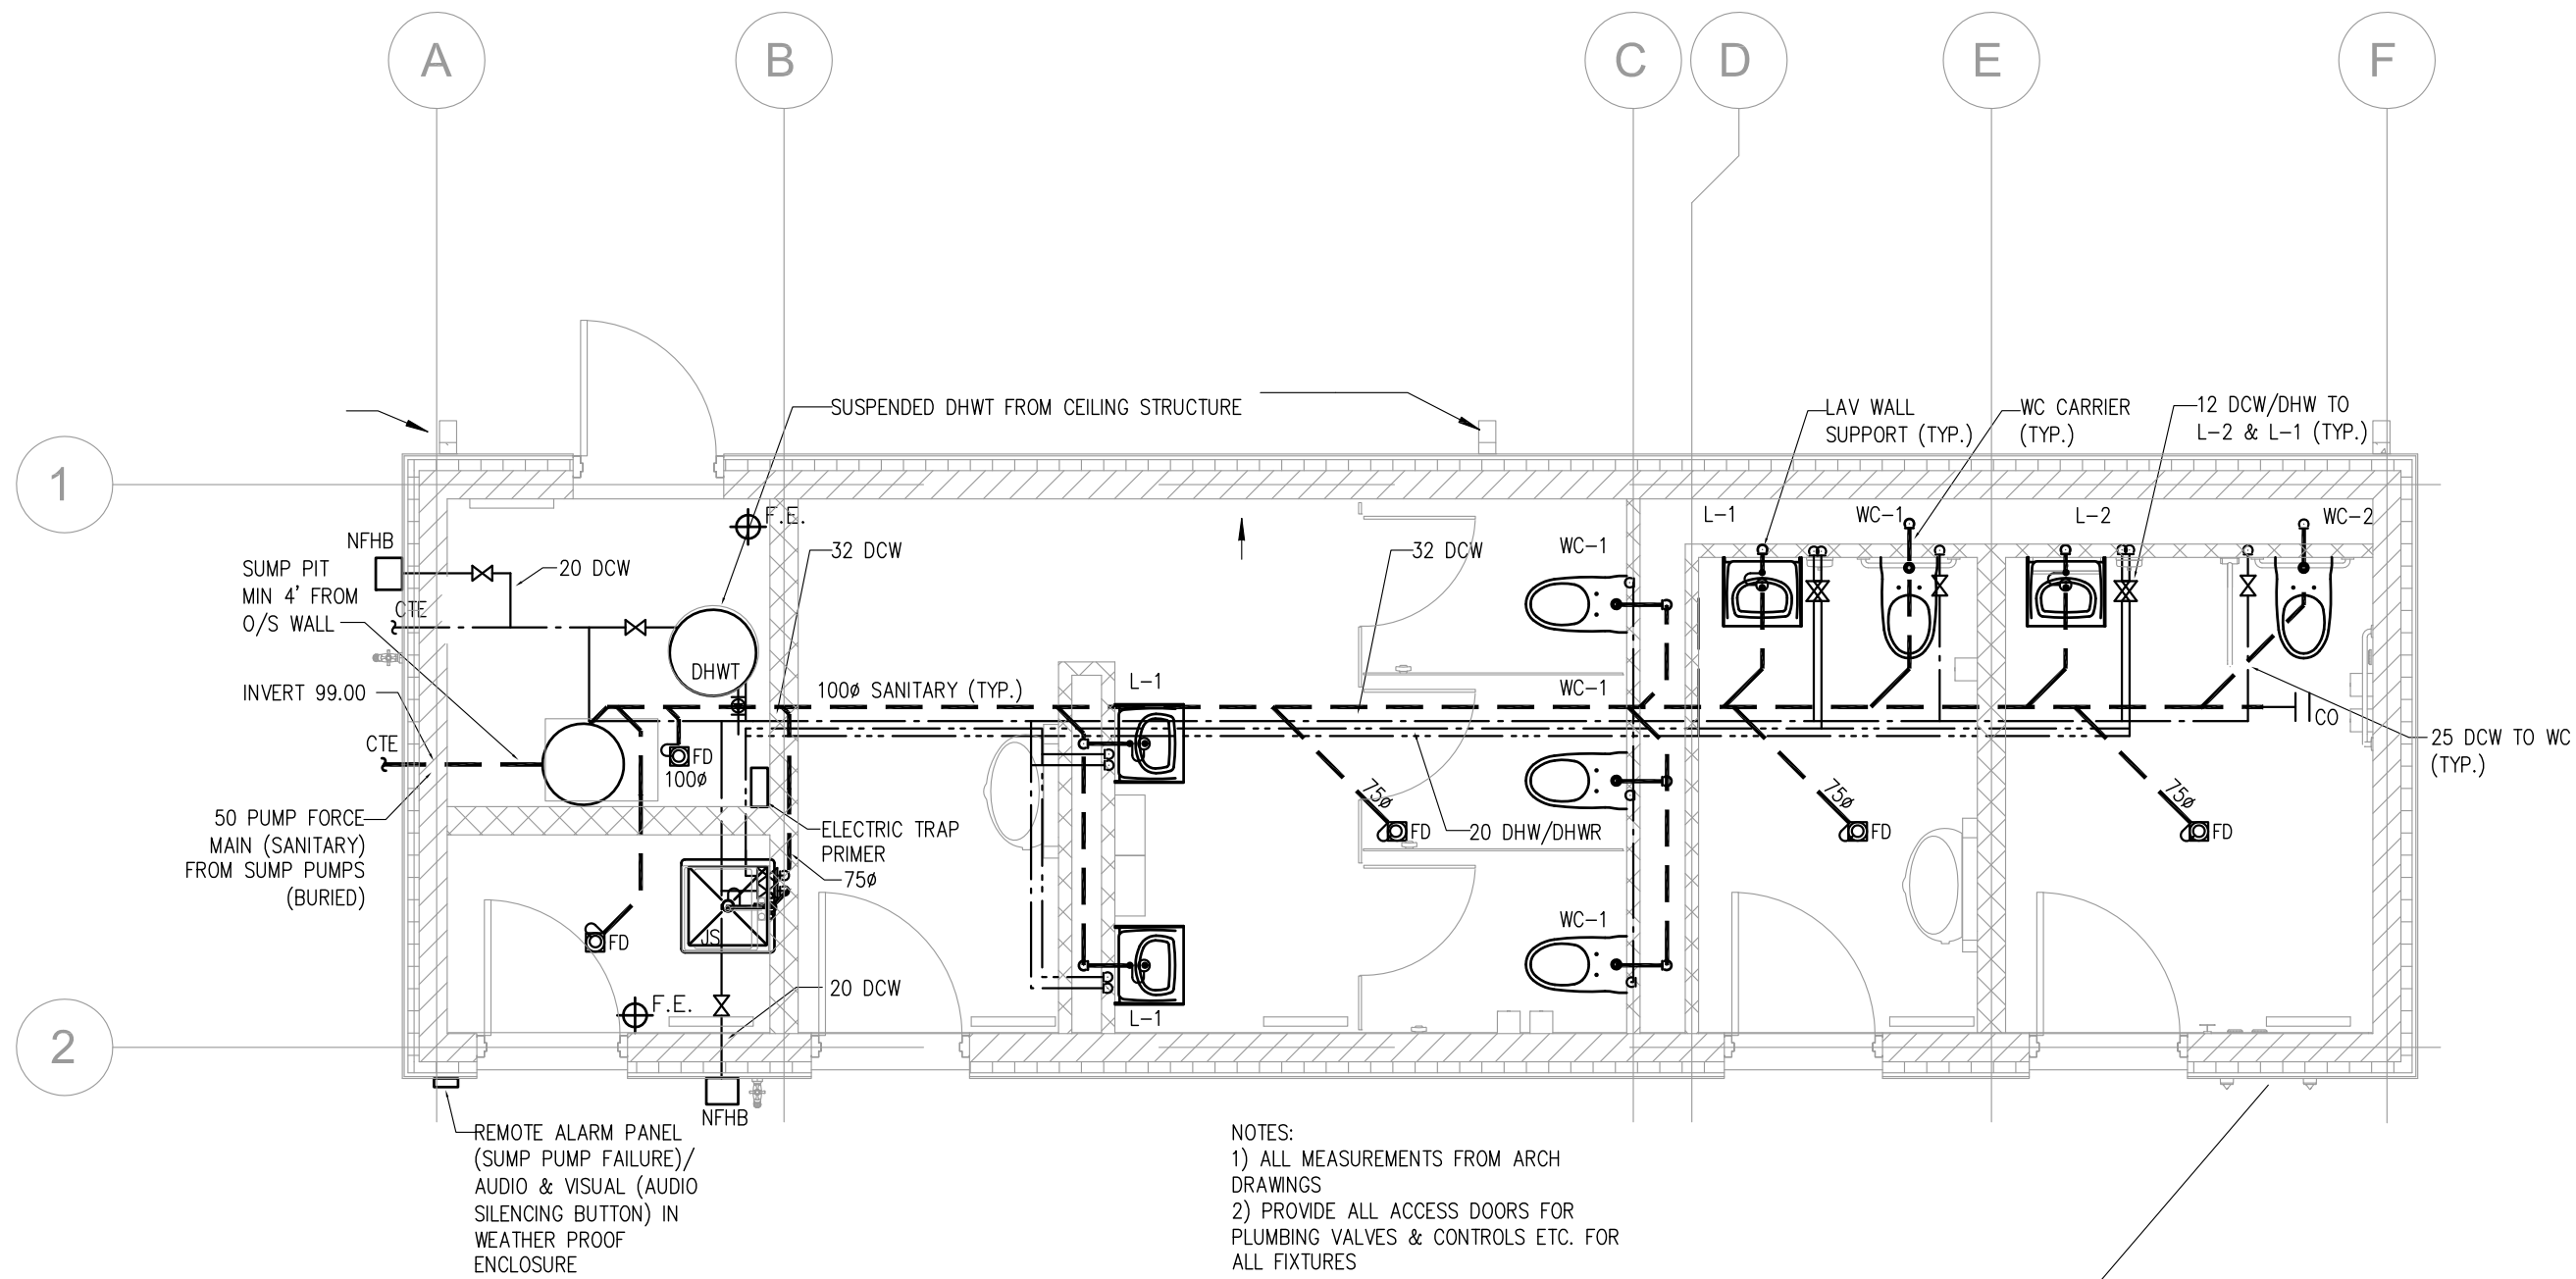 A
B
C
D
E
F
SUSPENDED DHWT FROM CEILING STRUCTURE
LAV WALL
SUPPORT (TYP.)
WC CARRIER
(TYP.)
12 DCW/DHW TO
L-2 & L-1 (TYP.)
1
F.E.
L-1
WC-1
L-2
WC-2
NFHB
SUMP PIT
MIN 4' FROM
O/S WALL
20 DCW
32 DCW
32 DCW
WC-1
CTE
DHWT
INVERT 99.00
100ø SANITARY (TYP.)
L-1
WC-1
CO
CTE
FD
100ø
25 DCW TO WC
(TYP.)
50 PUMP FORCE
MAIN (SANITARY)
FROM SUMP PUMPS
(BURIED)
ELECTRIC TRAP
PRIMER
75ø
75ø
FD
20 DHW/DHWR
75ø
FD
75ø
FD
JS
FD
WC-1
F.E.
20 DCW
L-1
2
NFHB
REMOTE ALARM PANEL
(SUMP PUMP FAILURE)/
AUDIO & VISUAL (AUDIO
SILENCING BUTTON) IN
WEATHER PROOF
ENCLOSURE
NOTES:
1) ALL MEASUREMENTS FROM ARCH
DRAWINGS
2) PROVIDE ALL ACCESS DOORS FOR
PLUMBING VALVES & CONTROLS ETC. FOR
ALL FIXTURES